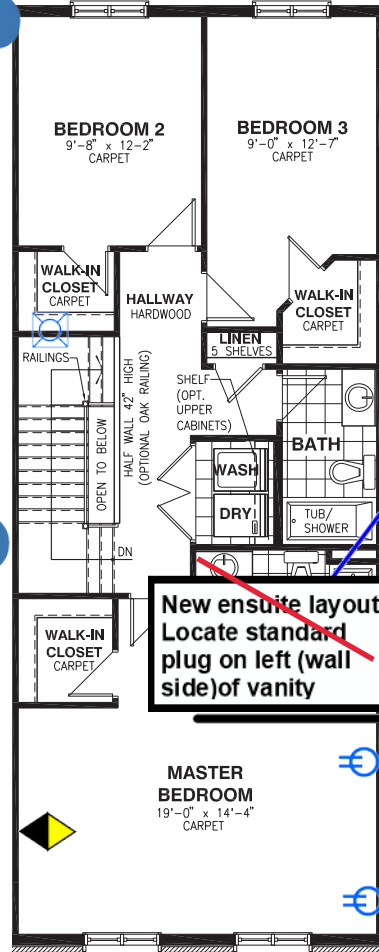 BEDROOM 2
9'-8" x 12'-2"
CARPET
BEDROOM 3
9'-0" x 12'-7"
CARPET
WALK-IN
CLOSET
CARPET
HALLWAY
HARDWOOD
WALK-IN
CLOSET
CARPET
LINEN
5 SHELVES
RAILINGS
SHELF
(OPT.
UPPER
CABINETS)
HALF WALL 42" HIGH
(OPTIONAL OAK RAILING)
OPEN TO BELOW
BATH
WASH
DRY
TUB/
SHOWER
DN
New ensuite layout
Locate standard
plug on left (wall
side)of vanity
WALK-IN
CLOSET
CARPET
MASTER
BEDROOM
19'-0" x 14'-4"
CARPET